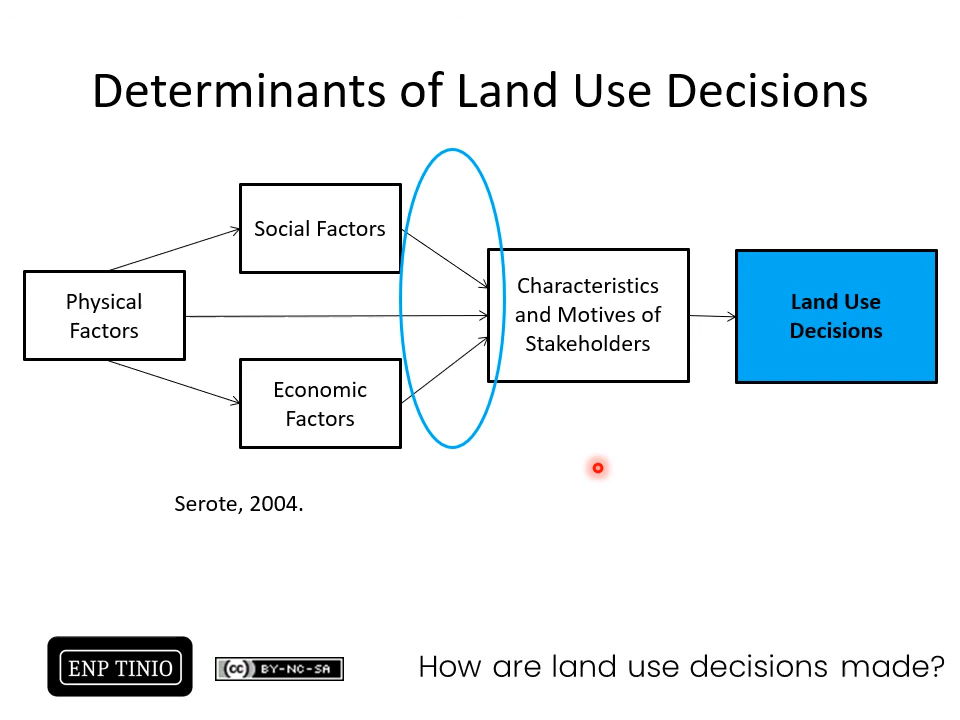 Determinants of Land Use Decisions
Social Factors
Physical
Factors
Economic
Factors
Characteristics
and Motives of
Stakeholders
Land Use
Decisions
Serote, 2004.
ENP TINIO
cc BY-NC-SA
How are land use decisions made?